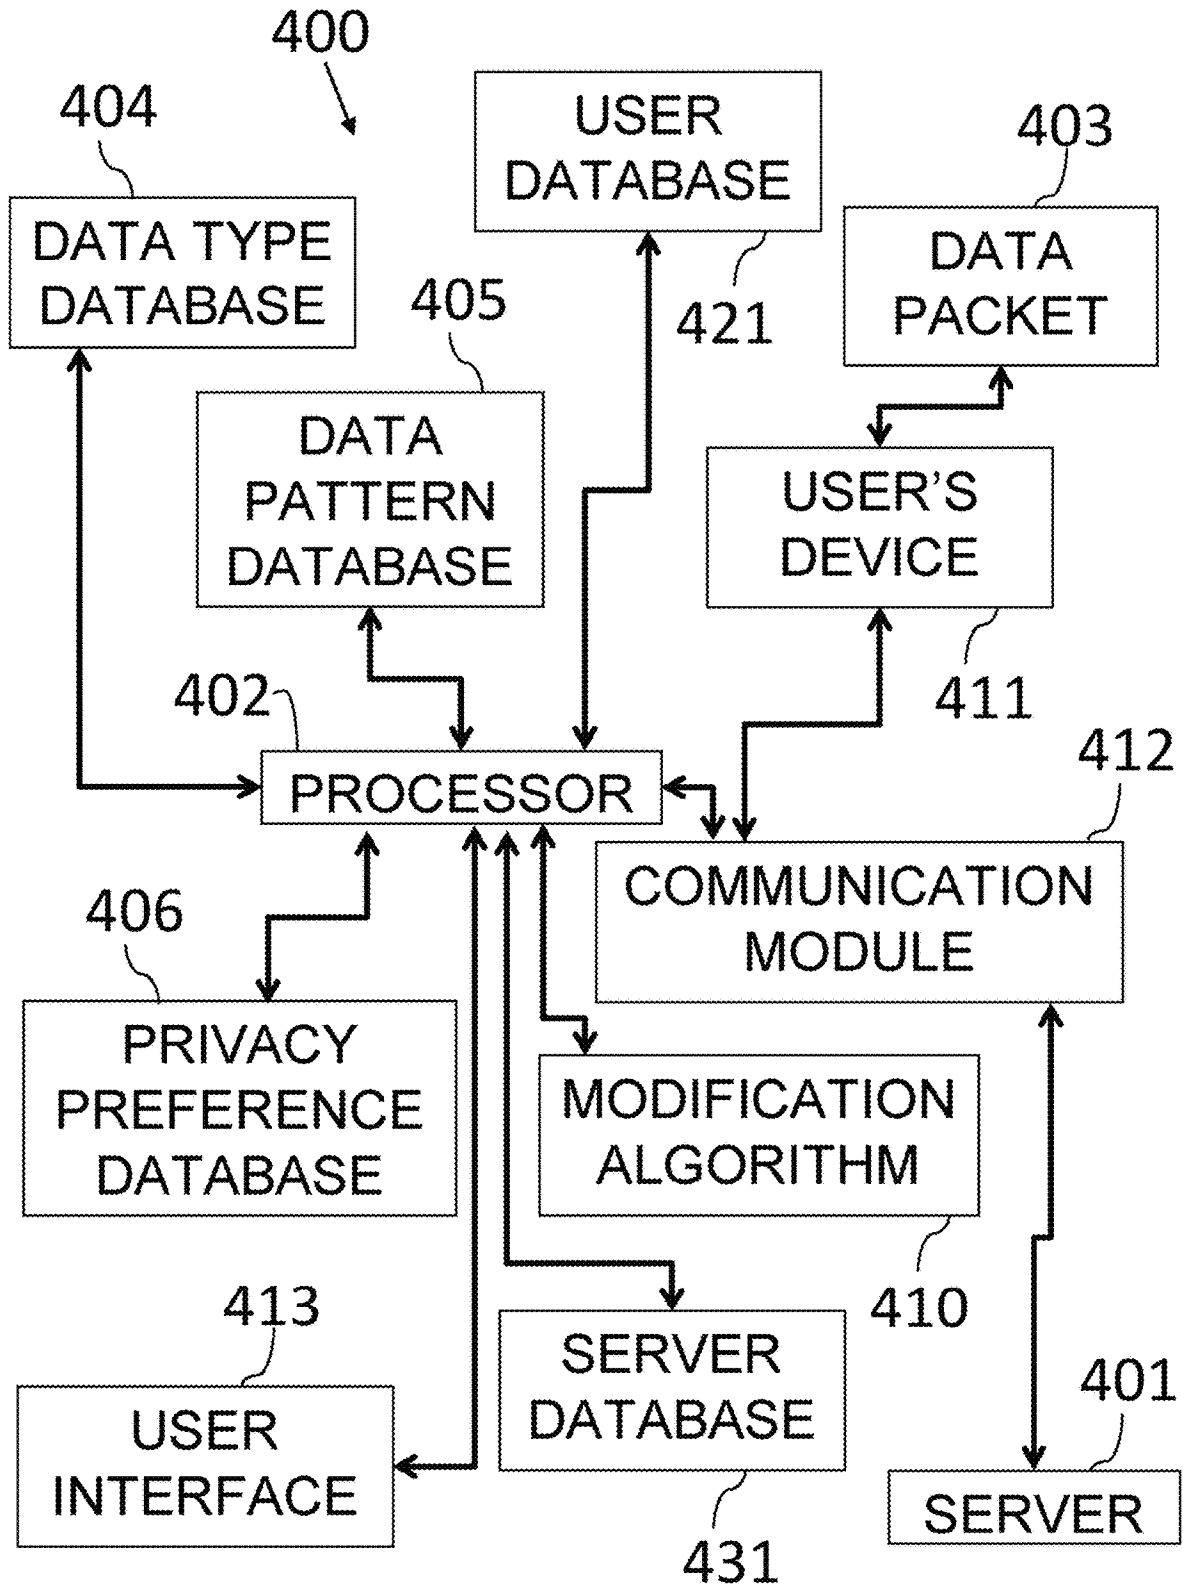 400
404
DATA TYPE
DATABASE
USER
DATABASE
421
403
DATA
PACKET
405
DATA
PATTERN
DATABASE
USER'S
DEVICE
411
402
PROCESSOR
412
COMMUNICATION
MODULE
406
PRIVACY
PREFERENCE
DATABASE
MODIFICATION
ALGORITHM
410
413
USER
INTERFACE
SERVER
DATABASE
431
401
SERVER